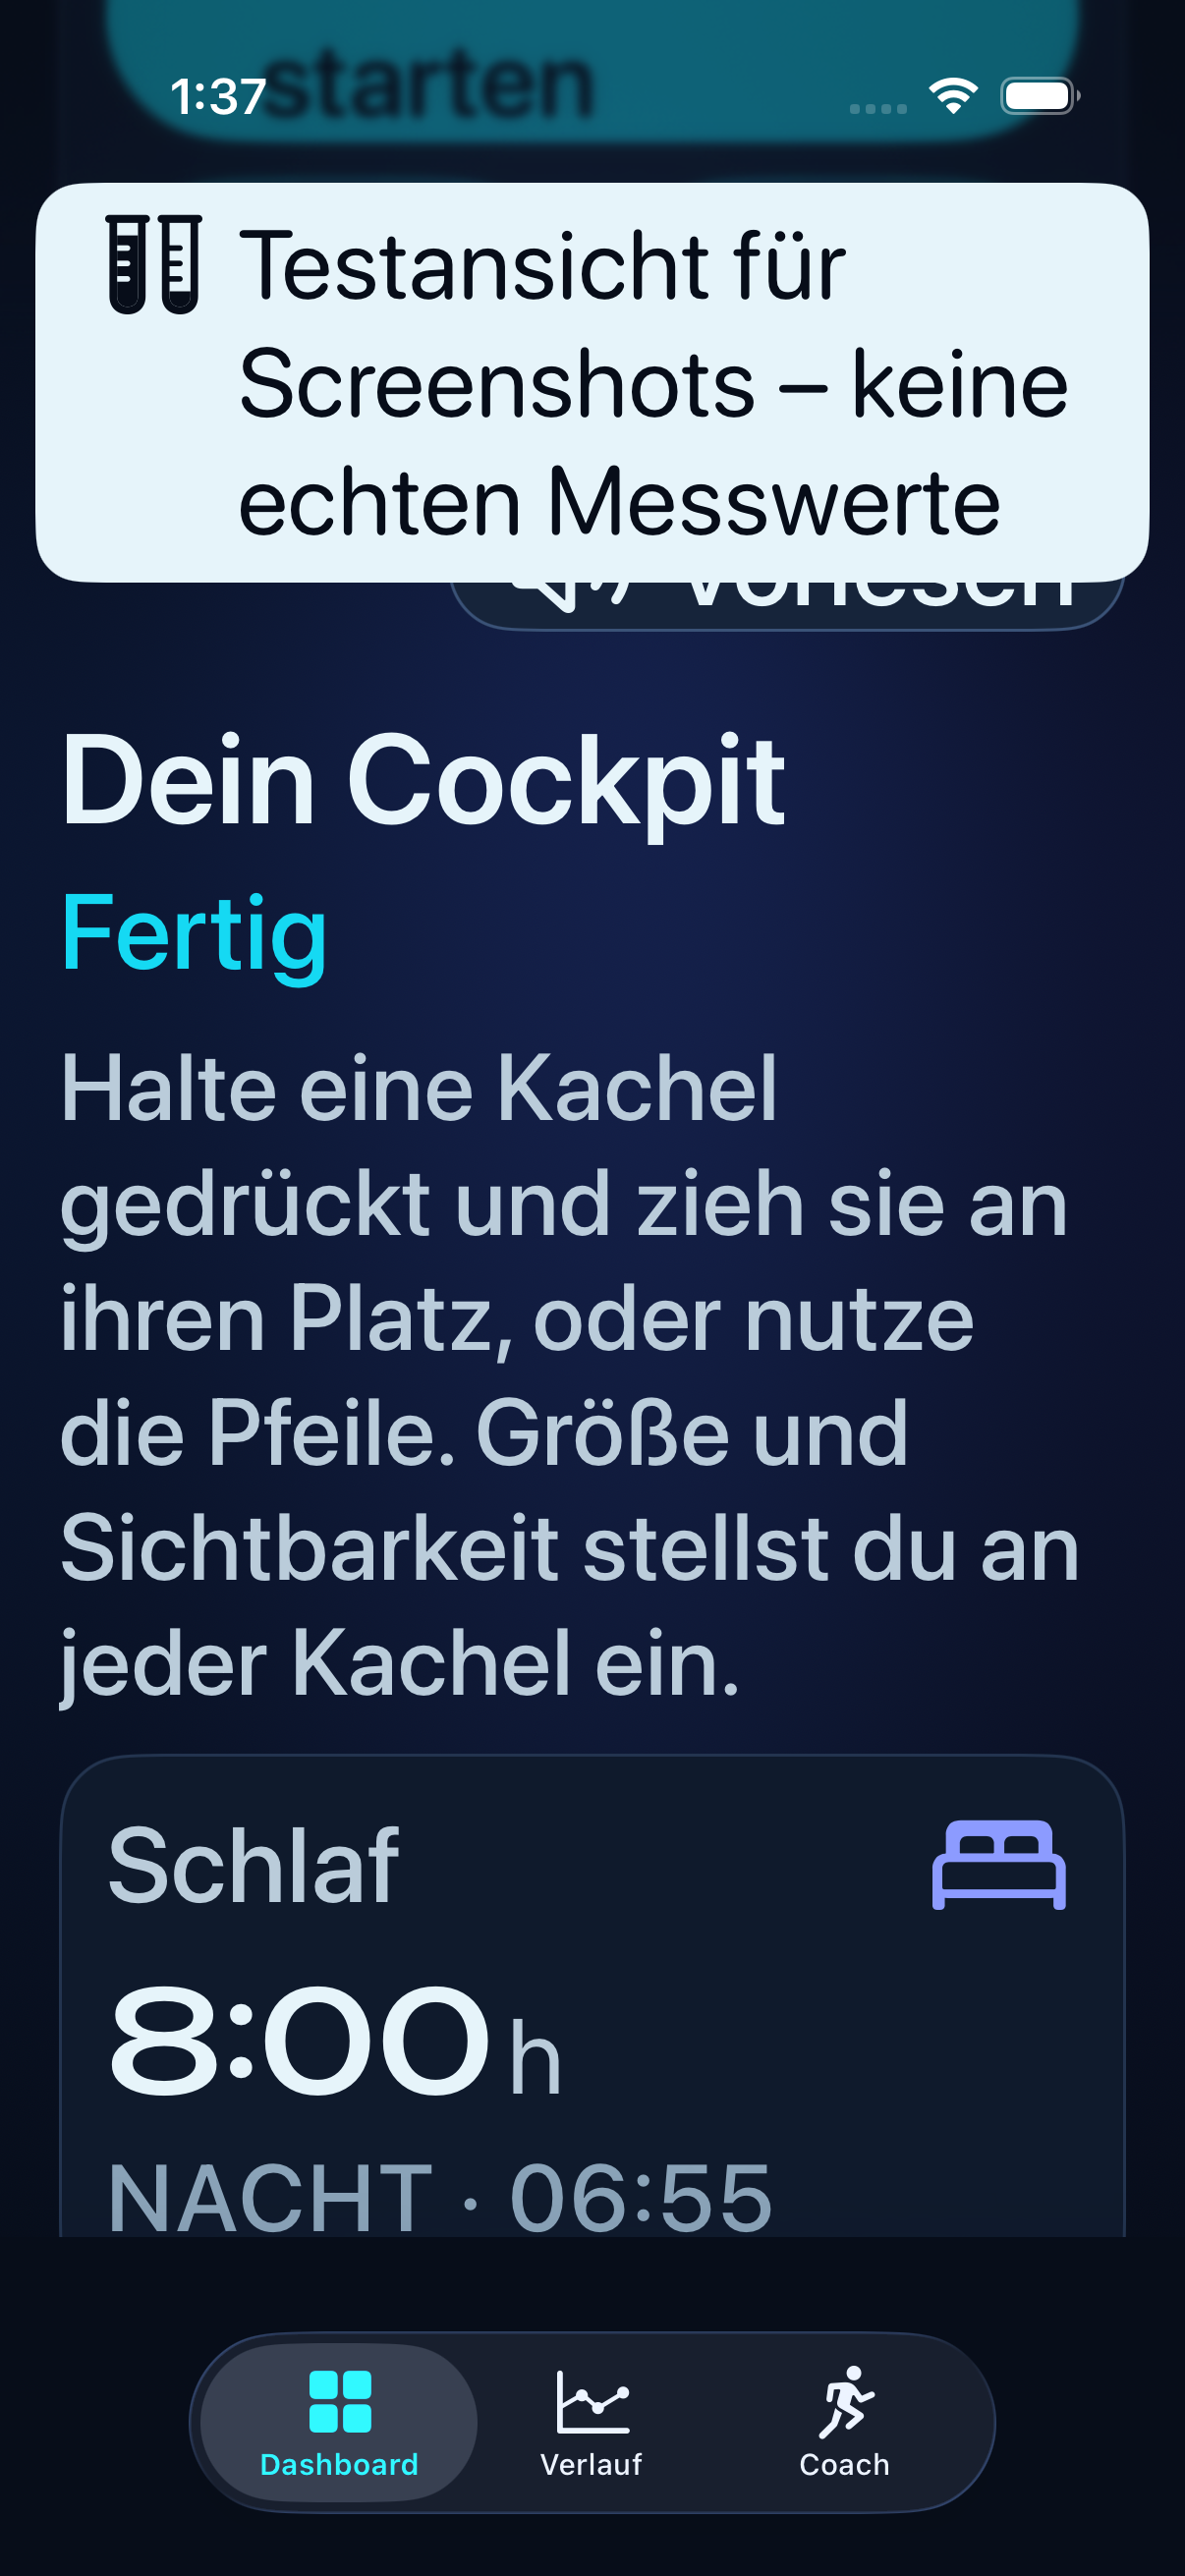 starten
1:37
Testansicht für
Screenshots – keine
echten Messwerte
Vorlesen
Dein Cockpit
Fertig
Halte eine Kachel
gedrückt und zieh sie an
ihren Platz, oder nutze
die Pfeile. Größe und
Sichtbarkeit stellst du an
jeder Kachel ein.
Schlaf
8:00 h
NACHT · 06:55
Dashboard
Verlauf
Coach